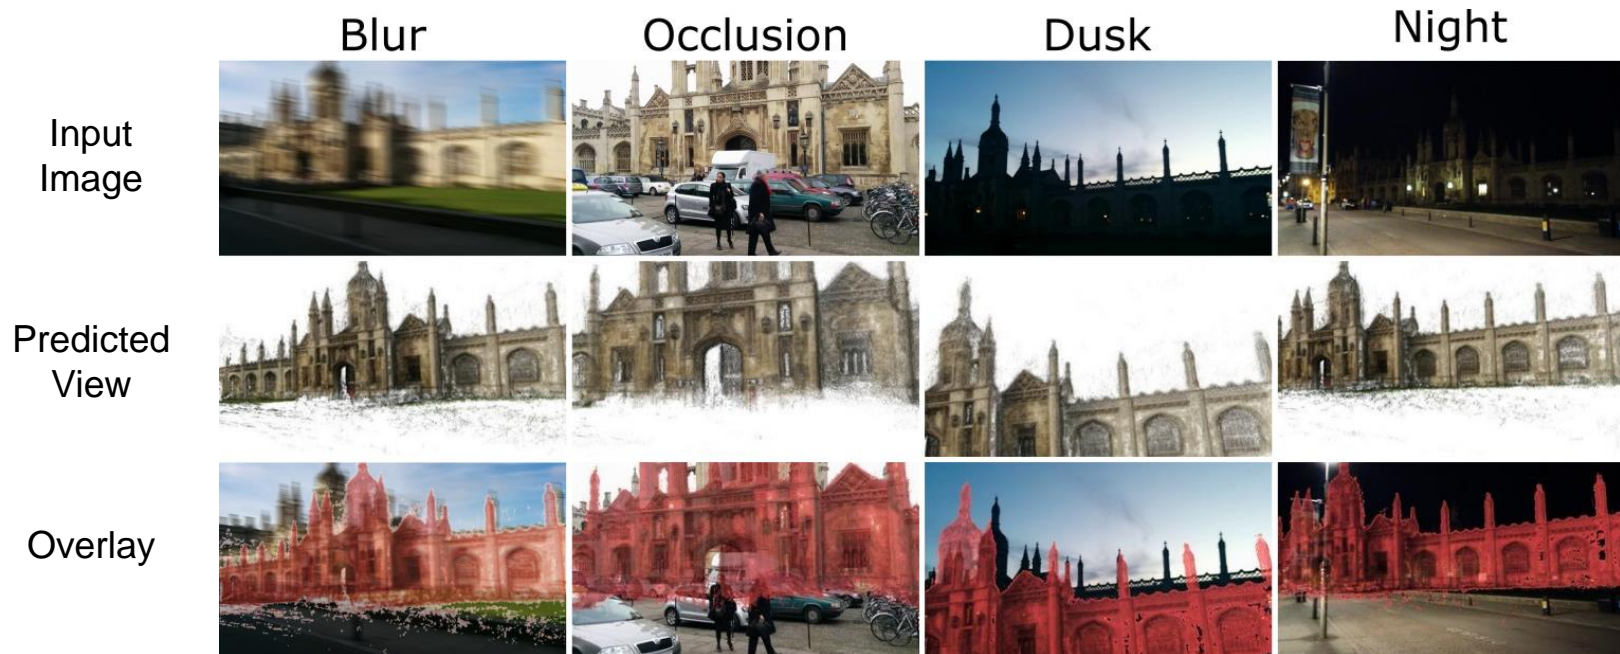 Blur
Occlusion
Dusk
Night
Input
Image
Predicted
View
Overlay